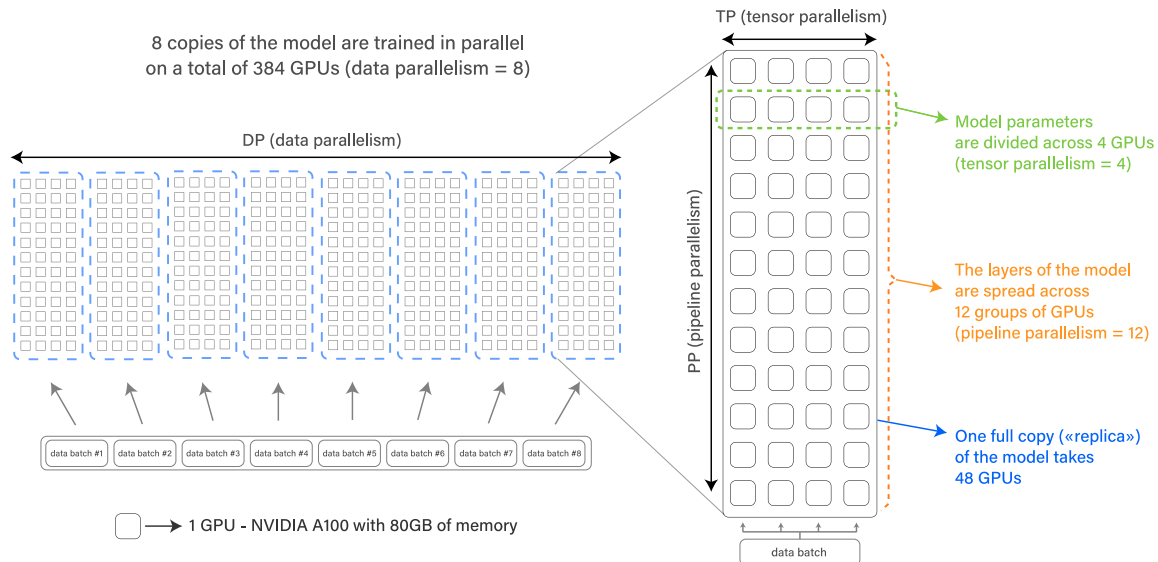 8 copies of the model are trained in parallel
on a total of 384 GPUs (data parallelism = 8)
DP (data parallelism)
data batch #1
data batch #2
data batch #3
data batch #4
data batch #5
data batch #6
data batch #7
data batch #8
1 GPU - NVIDIA A100 with 80GB of memory
TP (tensor parallelism)
PP (pipeline parallelism)
data batch
Model parameters
are divided across 4 GPUs
(tensor parallelism = 4)
The layers of the model
are spread across
12 groups of GPUs
(pipeline parallelism = 12)
One full copy («replica»)
of the model takes
48 GPUs